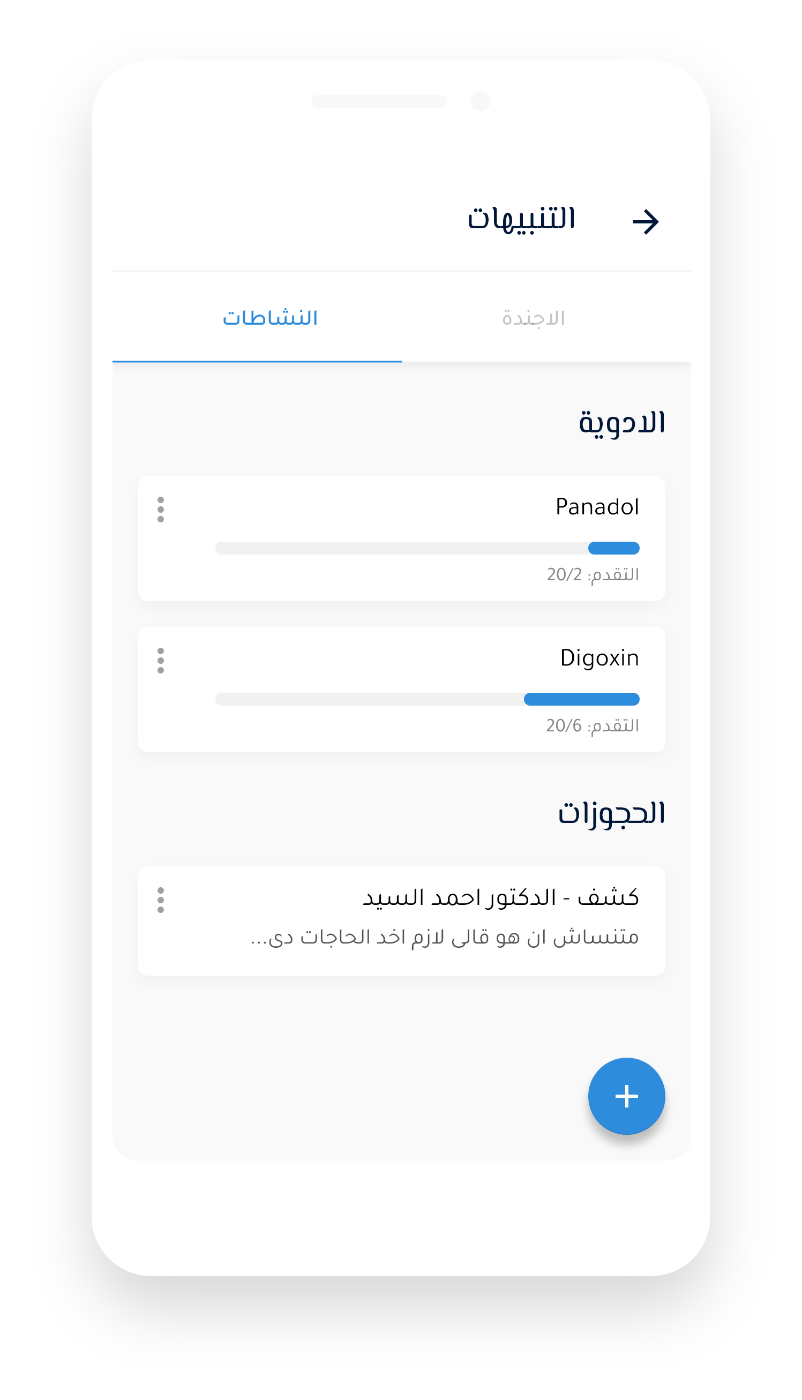 التنبيهات
الاجندة
النشاطات
الادوية
Panadol
التقدم: 20/2
Digoxin
التقدم: 20/6
الحجوزات
كشف - الدكتور احمد السيد
متنساش ان هو قالى لازم اخد الحاجات دى...